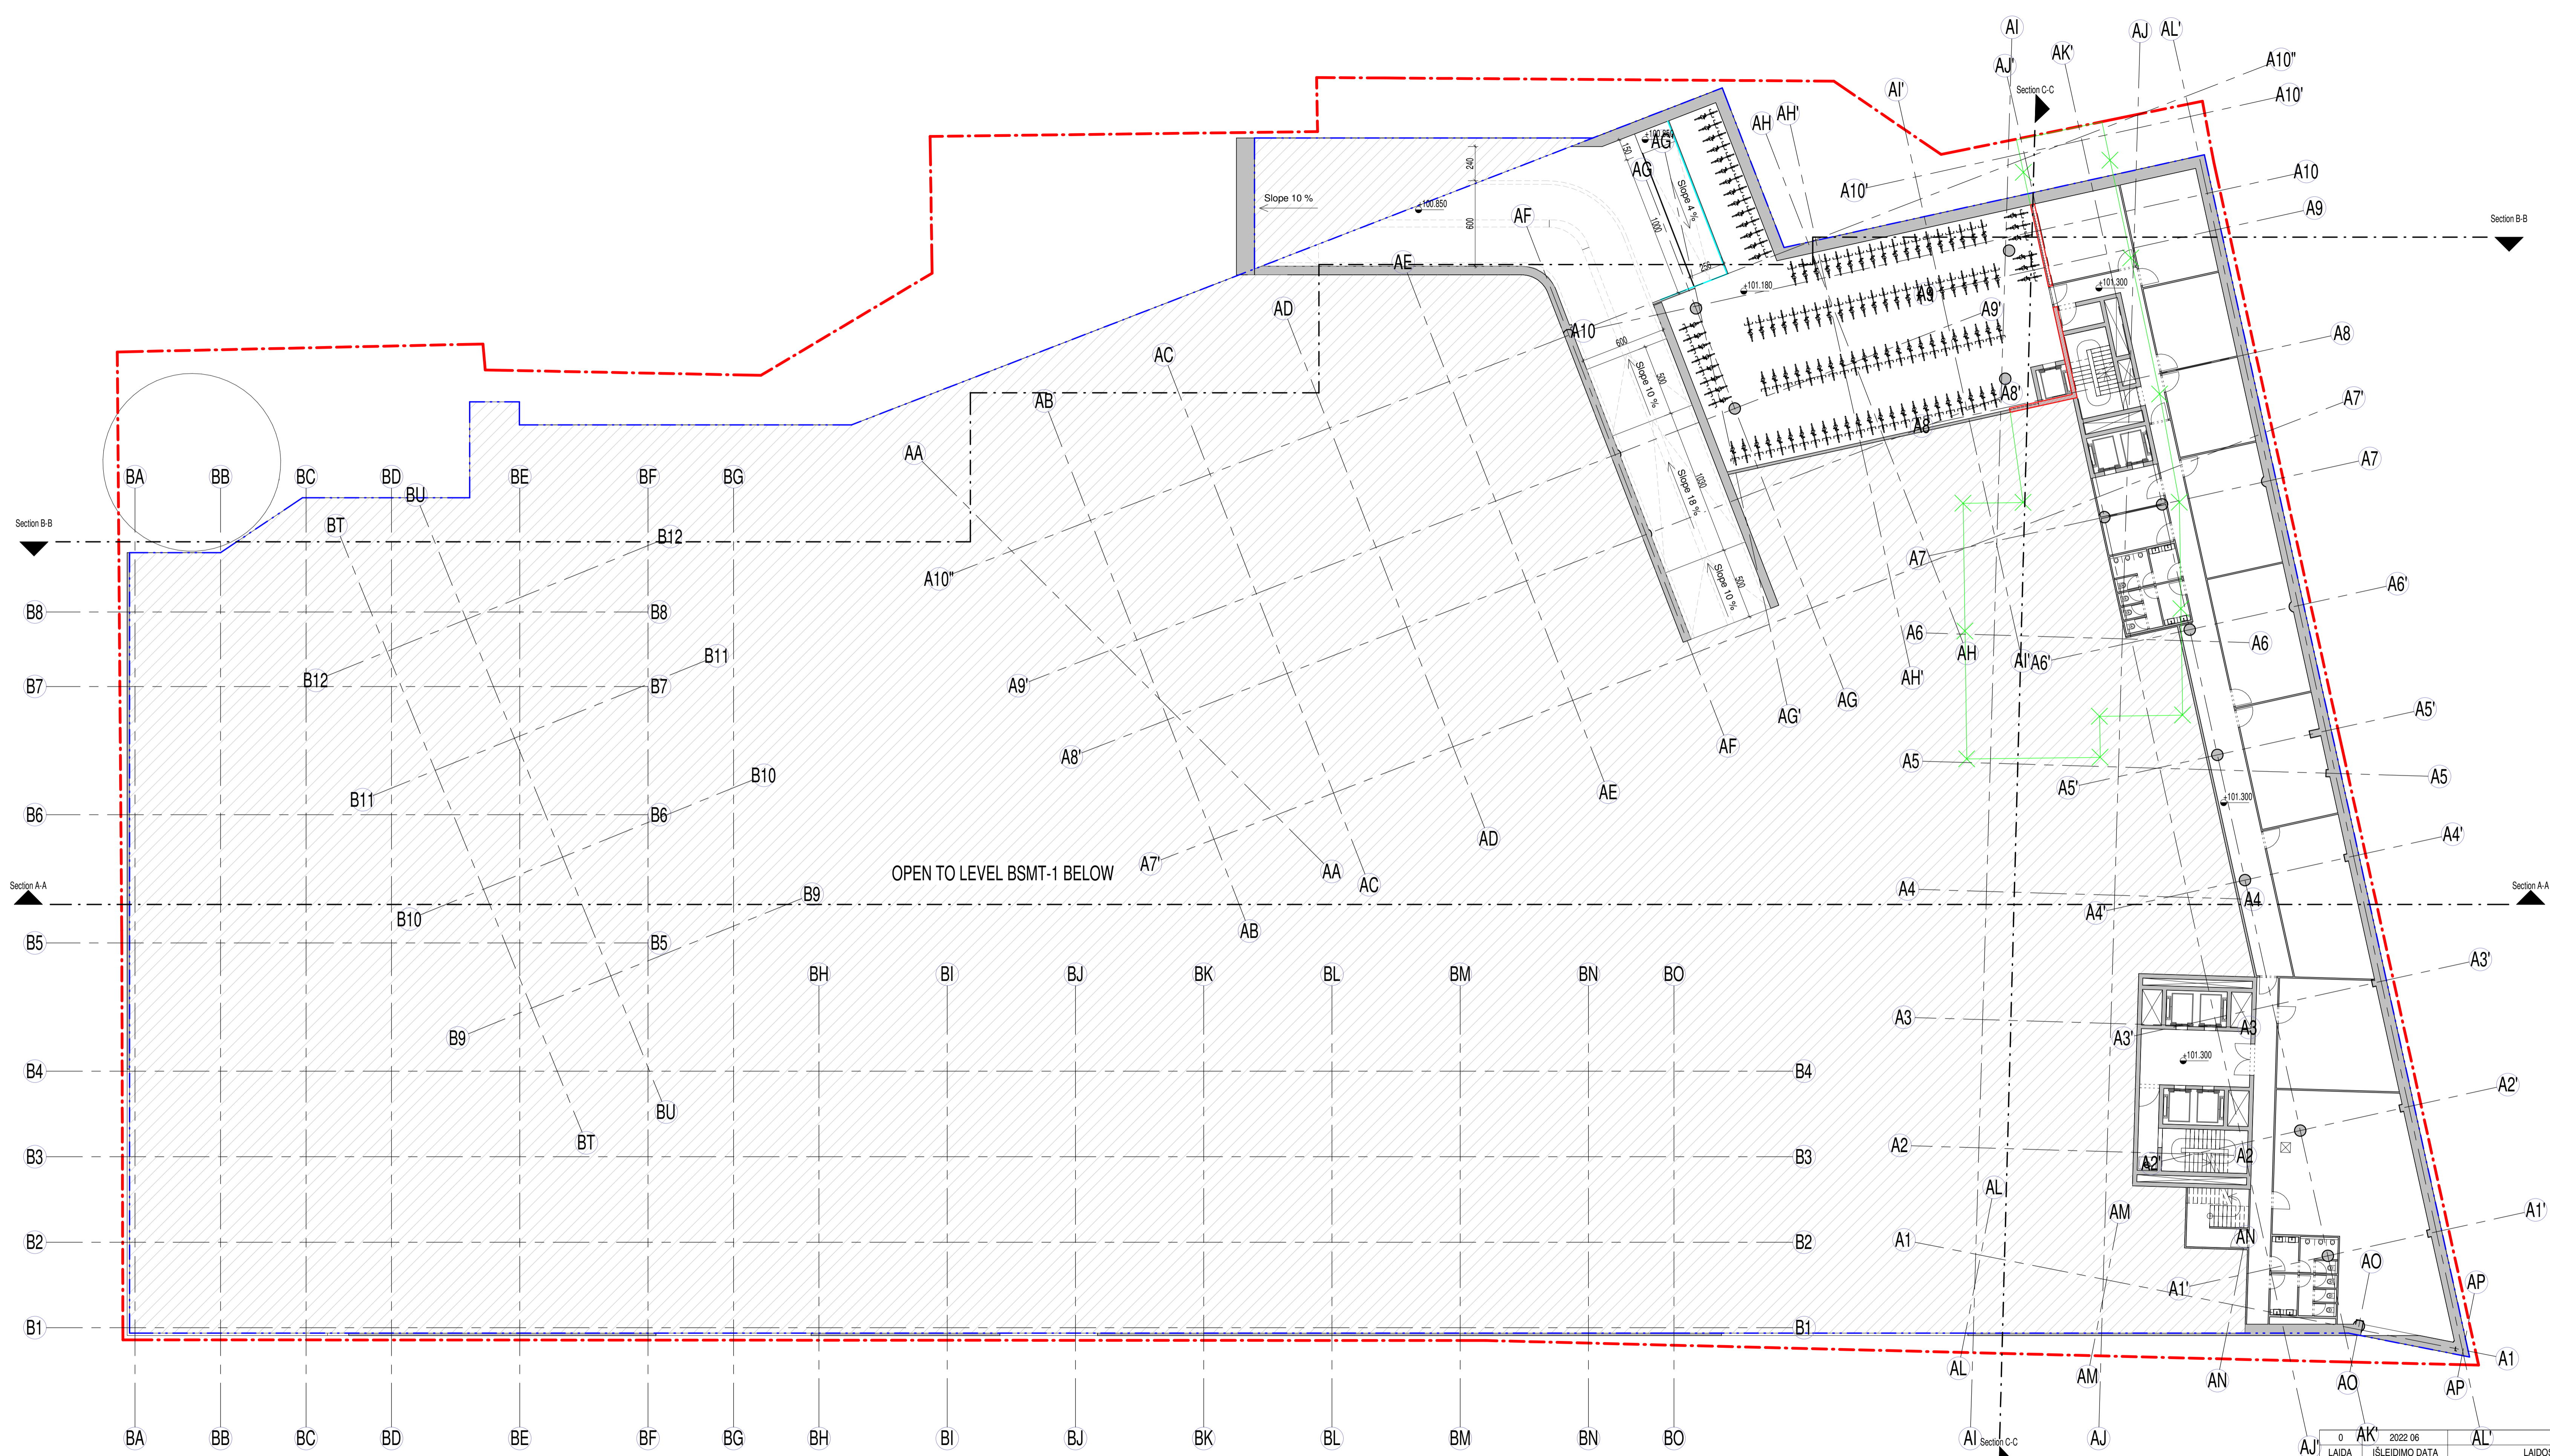 AI
AJ
AL'
AK'
AJ'
A10"
AI'
Section C-C
A10'
AH
AH'
+100.850
AG'
150
240
AG
A10'
A10
Slope 10 %
Slope 4 %
+100.850
A9
AF
1000
600
Section B-B
AE
250
+101.180
+101.300
A9
AD
A9'
A10
A8
600
AC
Slope 10 %
500
A8'
A7'
AB
A8
AA
A7
BA
BB
BC
BD
BU
BE
BF
BG
1030
Slope 18 %
Section B-B
BT
B12
A7
A10"
Slope 10 %
500
A6'
B8
B8
A6
A6
B11
AH
AI'
A6'
B12
B7
B7
A9'
AH'
AG
A5'
AG'
AF
A8'
A5
B10
A5
A5'
AE
B11
+101.300
B6
B6
AD
A4'
A7'
OPEN TO LEVEL BSMT-1 BELOW
AA
Section A-A
AC
Section A-A
A4
B9
A4
B10
A4'
AB
B5
B5
A3'
BH
BI
BJ
BK
BL
BM
BN
BO
A3
A3
B9
A3'
+101.300
B4
B4
A2'
BU
BT
A2
B3
B3
A2'
A2
AL
AM
A1'
B2
B2
A1
AN
AO
AP
A1'
B1
B1
A1
AL
AM
AN
AO
AP
BA
BB
BC
BD
BE
BF
BG
BH
BI
BJ
BK
BL
BM
BN
BO
AI
Section C-C
AJ
AJ'
AK'
AL'
0
2022 06
LAIDA
IŠLEIDIMO DATA
LAIDOS